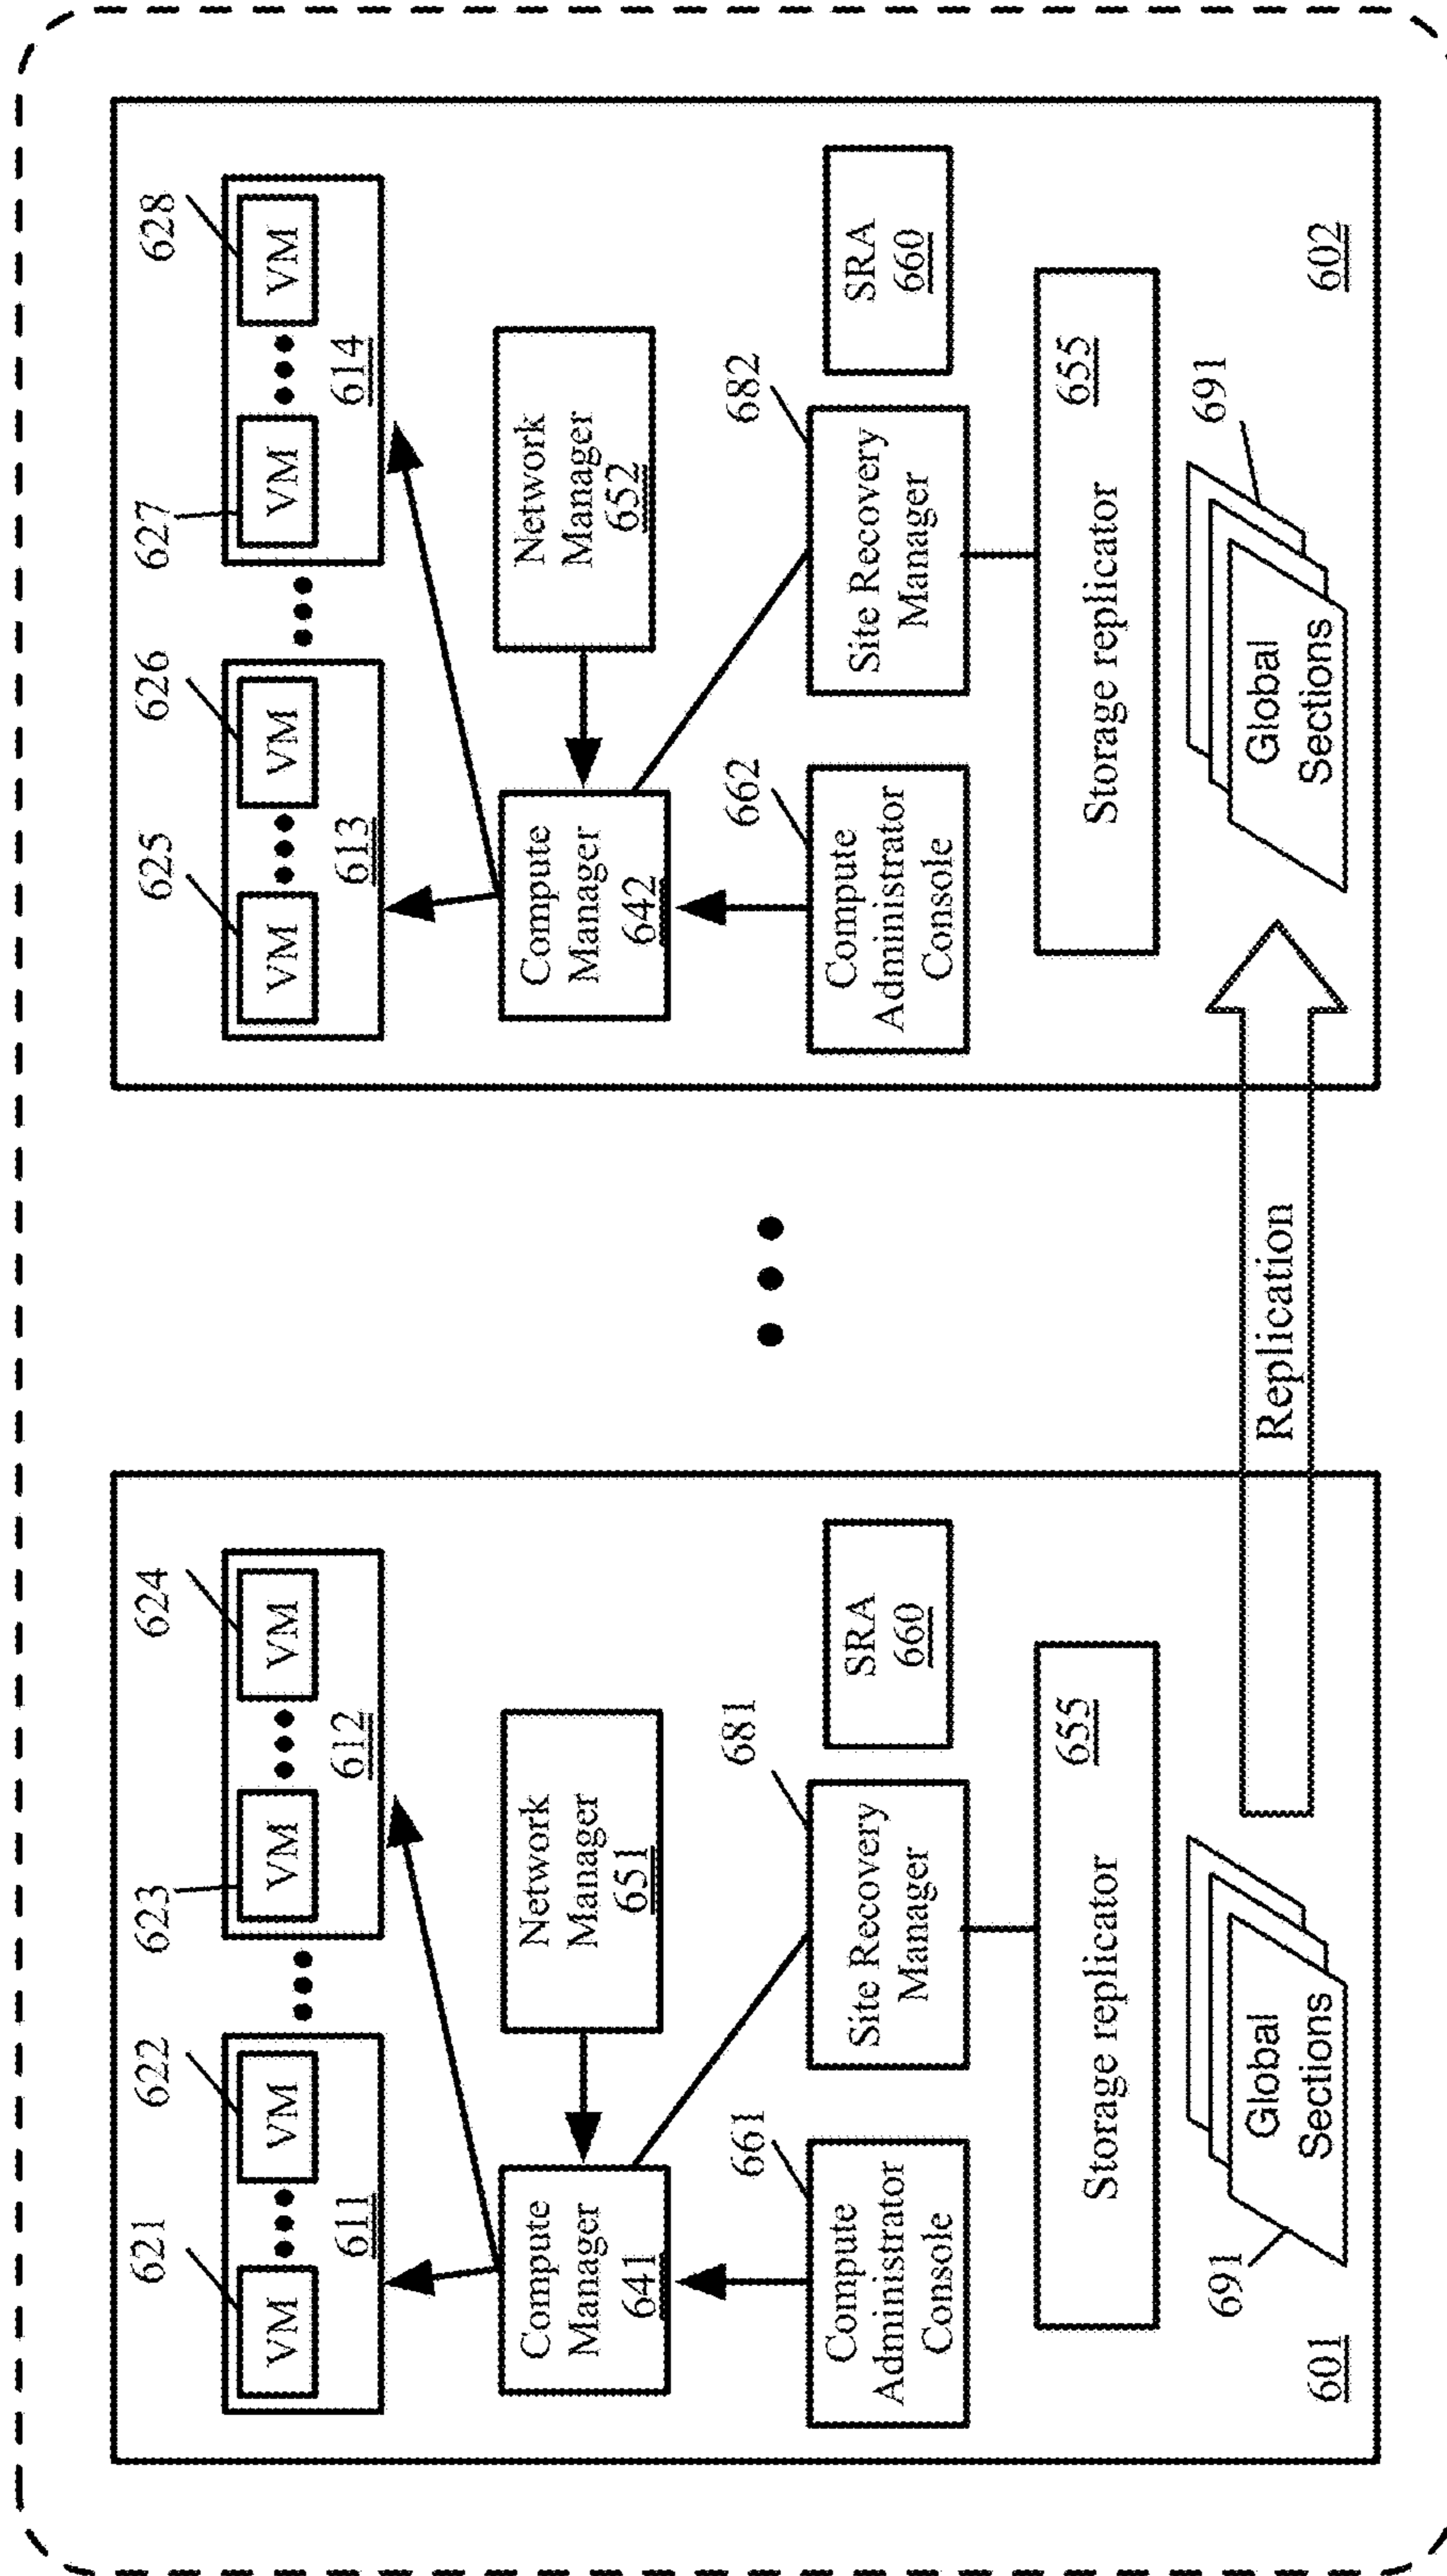 621
622
623
624
VM
VM
VM
VM
611
612
Compute
Manager
641
Network
Manager
651
661
681
Compute
Administrator
Console
Site Recovery
Manager
SRA
660
Storage replicator
655
691
Global
Sections
601
Replication
625
626
627
628
VM
VM
VM
VM
613
614
Compute
Manager
642
Network
Manager
652
662
682
Compute
Administrator
Console
Site Recovery
Manager
SRA
660
Storage replicator
655
691
Global
Sections
602